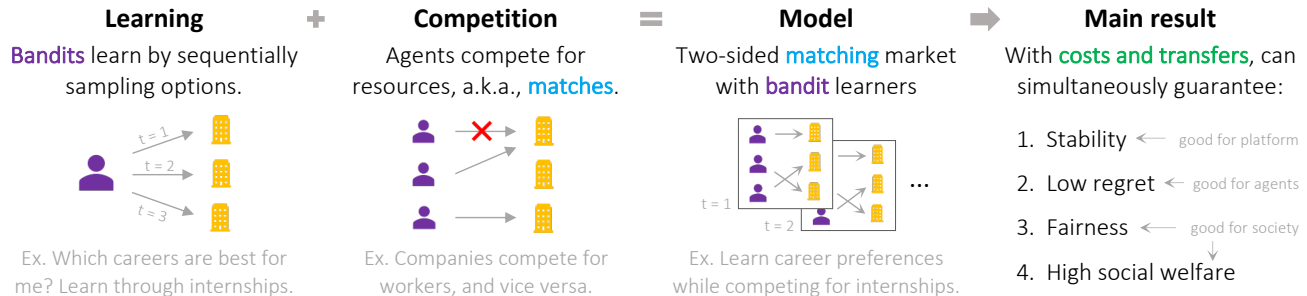 Learning + Competition = Model Main result
Bandits learn by sequentially
sampling options.
t = 1
t = 2
t = 3
Ex. Which careers are best for
me? Learn through internships.
Agents compete for
resources, a.k.a., matches.
Ex. Companies compete for
workers, and vice versa.
Two-sided matching market
with bandit learners
t = 1
t = 2
...
Ex. Learn career preferences
while competing for internships.
With costs and transfers, can
simultaneously guarantee:
1. Stability good for platform
2. Low regret good for agents
3. Fairness good for society
4. High social welfare